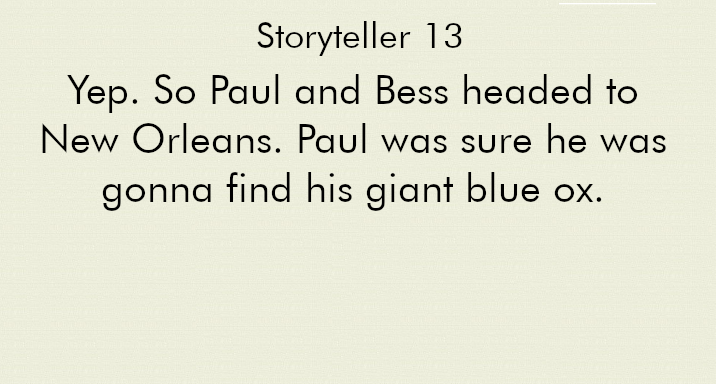 Storyteller 13
Yep. So Paul and Bess headed to
New Orleans. Paul was sure he was
gonna find his giant blue ox.